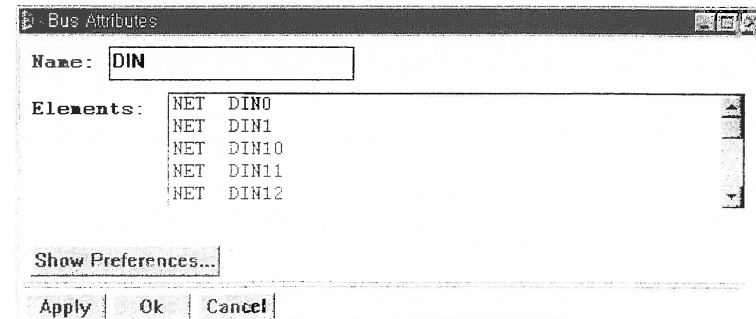 Bus Attributes
Name: DIN
Elements: NET DIN0
NET DIN1
NET DIN10
NET DIN11
NET DIN12
Show Preferences...
Apply Ok Cancel